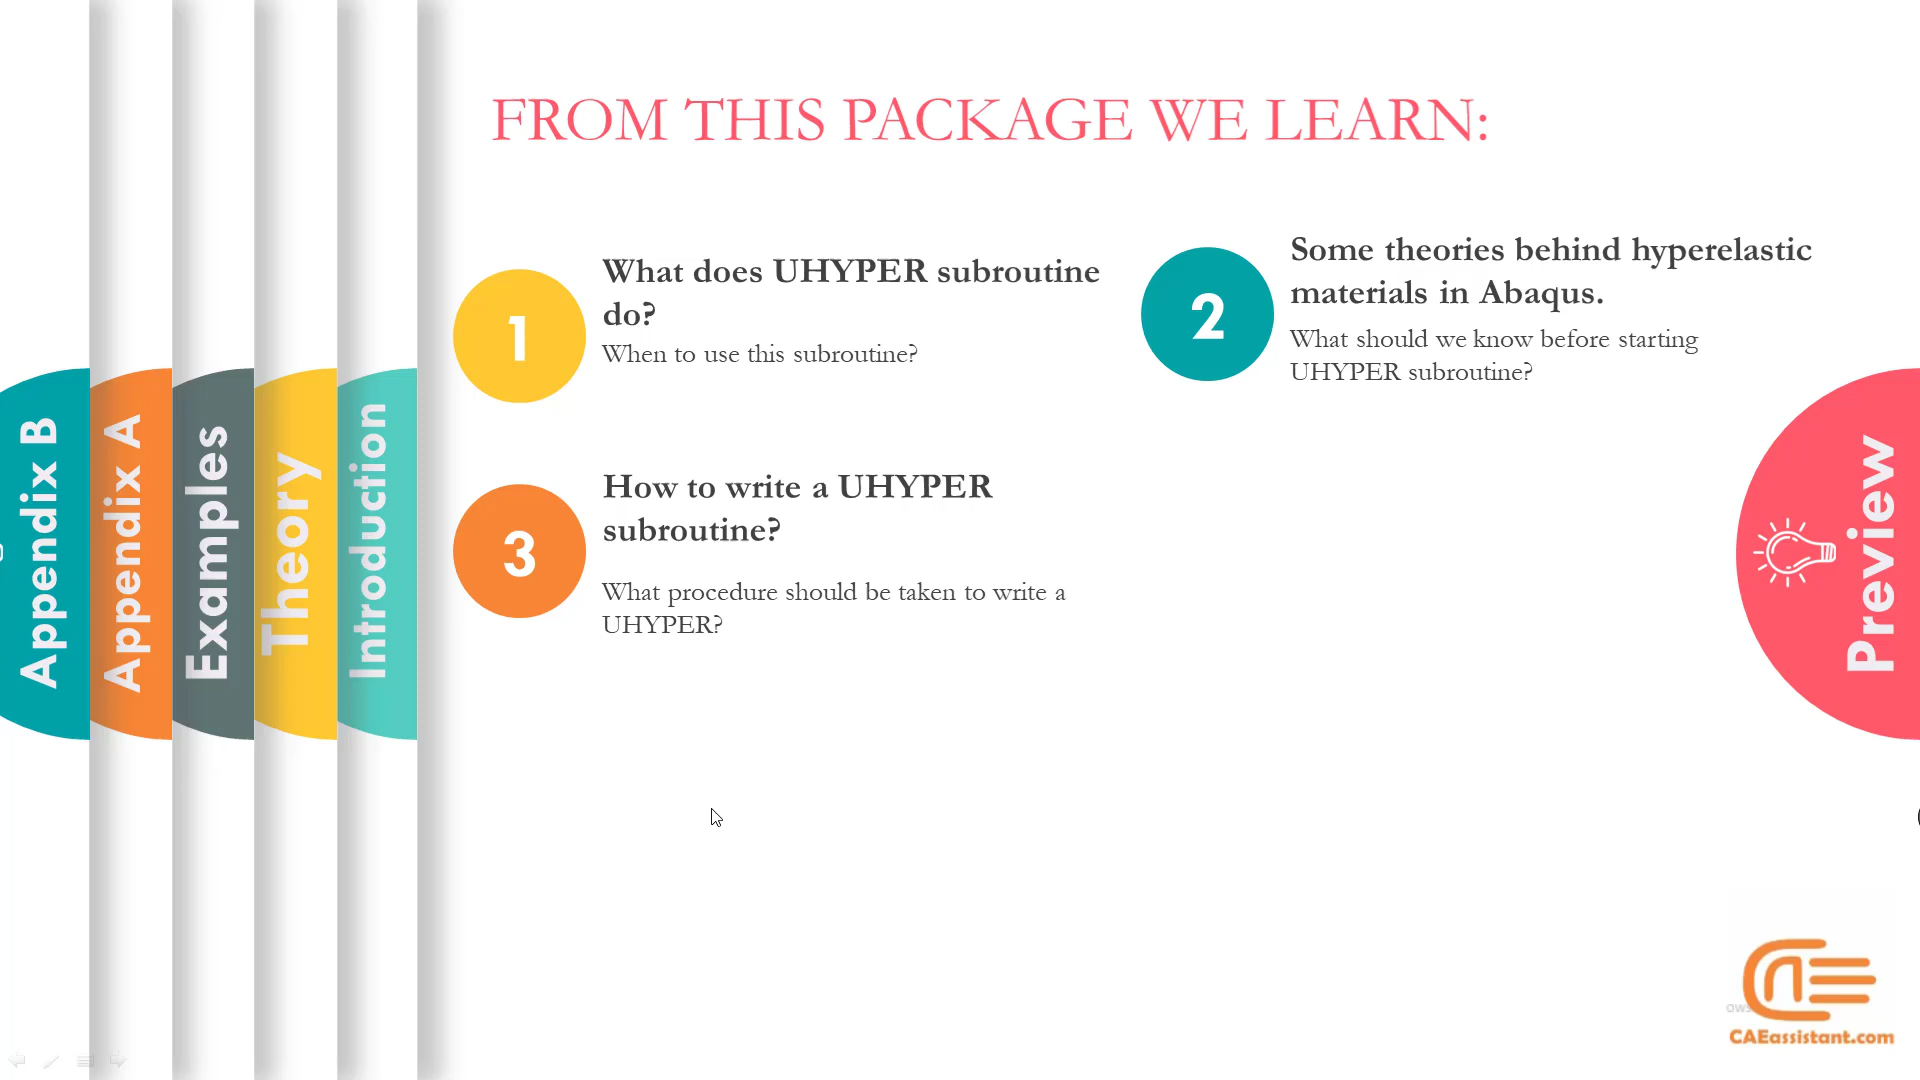 FROM THIS PACKAGE WE LEARN:
1
What does UHYPER subroutine
do?
When to use this subroutine?
2
Some theories behind hyperelastic
materials in Abaqus.
What should we know before starting
UHYPER subroutine?
3
How to write a UHYPER
subroutine?
What procedure should be taken to write a
UHYPER?
Appendix B
Appendix A
Examples
Theory
Introduction
Preview
CAEassistant.com